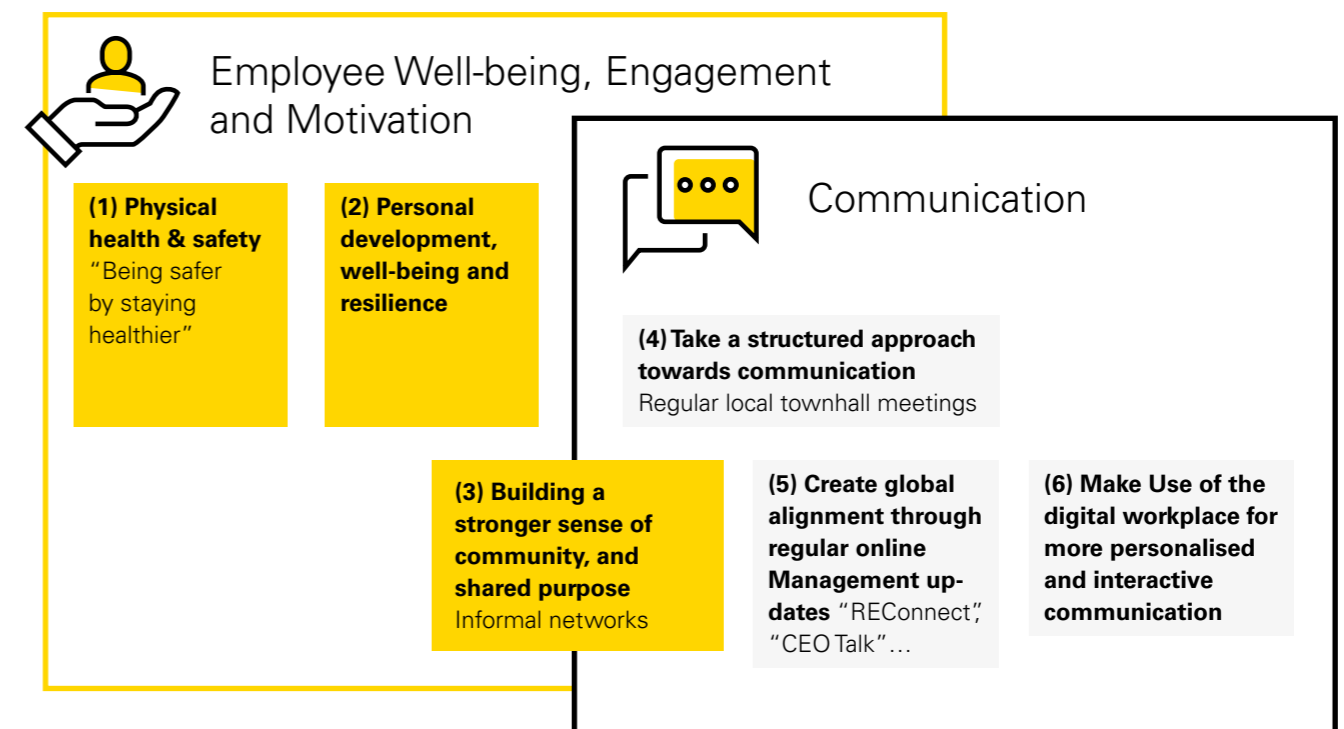 Employee Well-being, Engagement
and Motivation
Communication
(1) Physical
health & safety
“Being safer
by staying
healthier”
(2) Personal
development,
well-being and
resilience
(3) Building a
stronger sense of
community, and
shared purpose
Informal networks
(4) Take a structured approach
towards communication
Regular local townhall meetings
(5) Create global
alignment through
regular online
Management up-
dates “REConnect”,
“CEO Talk”…
(6) Make Use of the
digital workplace for
more personalised
and interactive
communication